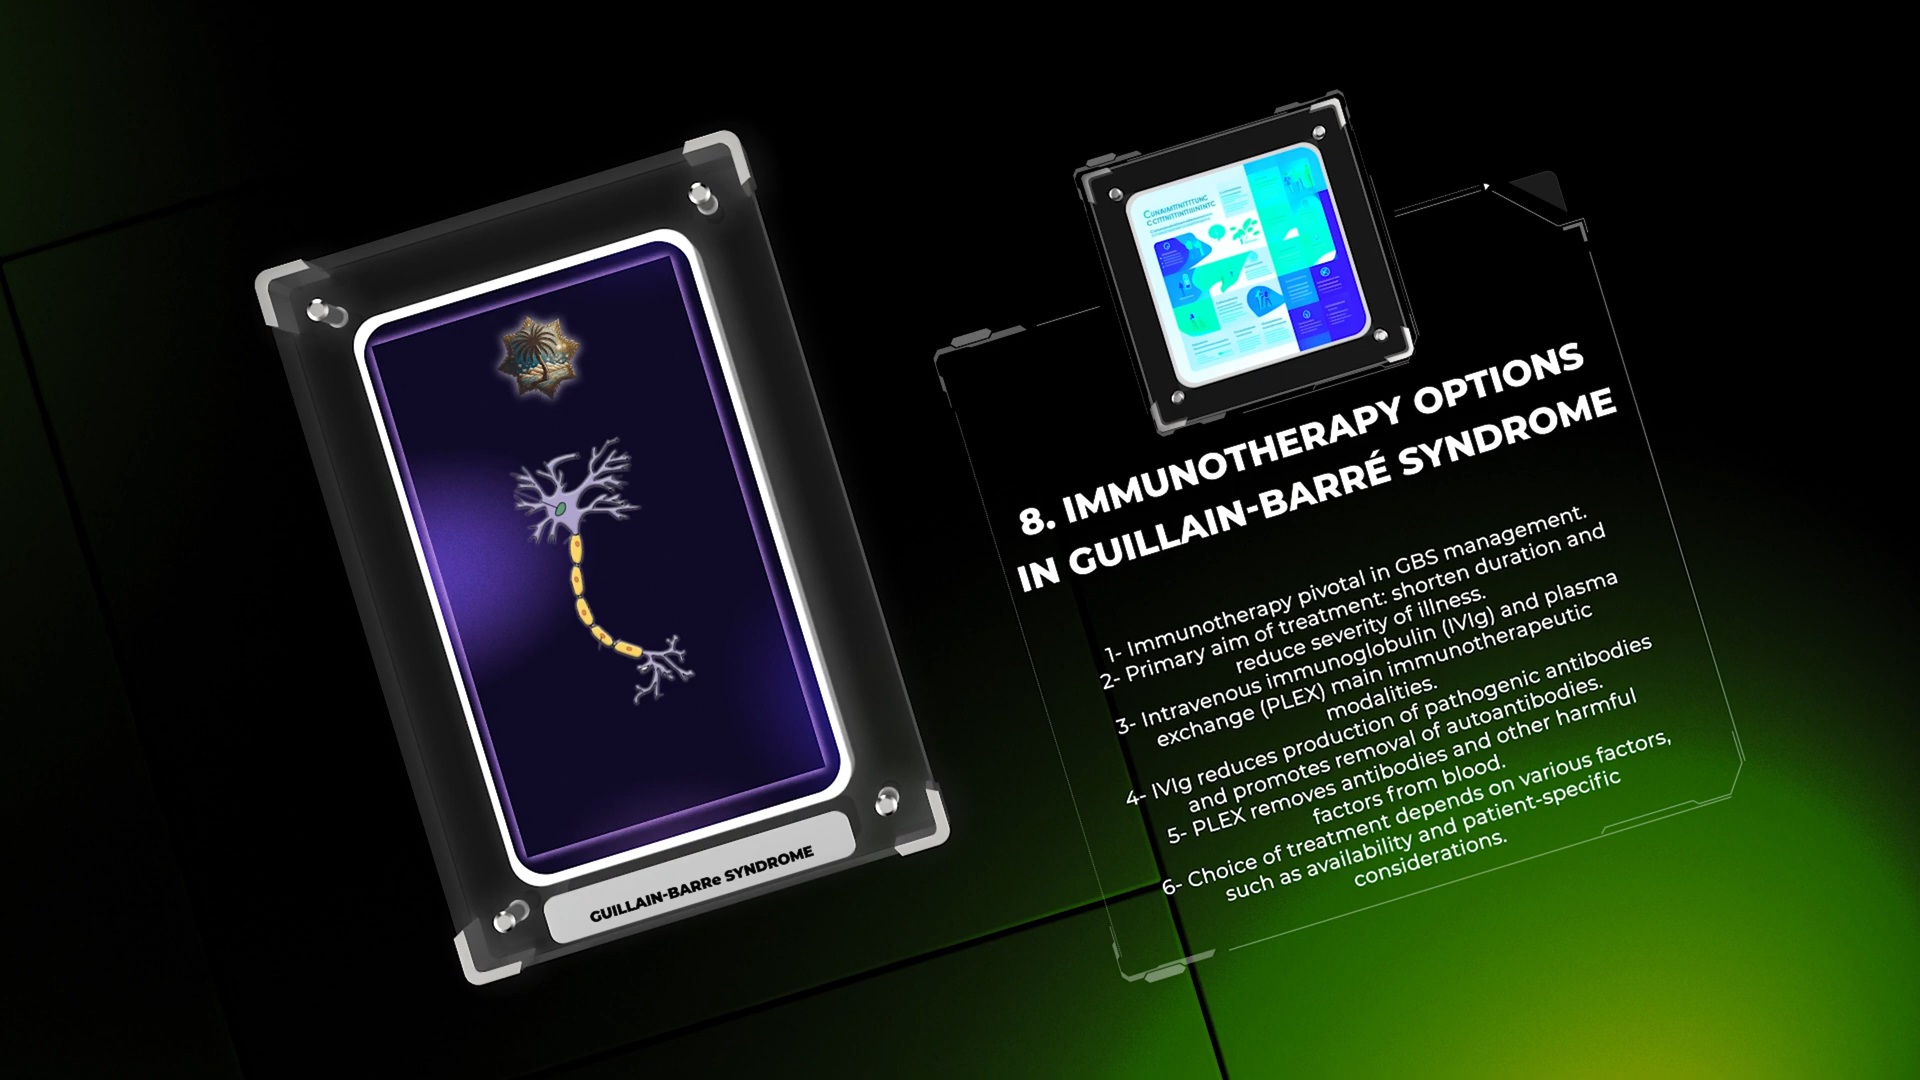 8. IMMUNOTHERAPY OPTIONS
IN GUILLAIN-BARRÉ SYNDROME
1- Immunotherapy pivotal in GBS management.
2- Primary aim of treatment: shorten duration and
reduce severity of illness.
3- Intravenous immunoglobulin (IVIg) and plasma
exchange (PLEX) main immunotherapeutic
modalities.
4- IVIg reduces production of pathogenic antibodies
and promotes removal of autoantibodies.
5- PLEX removes antibodies and other harmful
factors from blood.
6- Choice of treatment depends on various factors,
such as availability and patient-specific
considerations.
GUILLAIN-BARRe SYNDROME